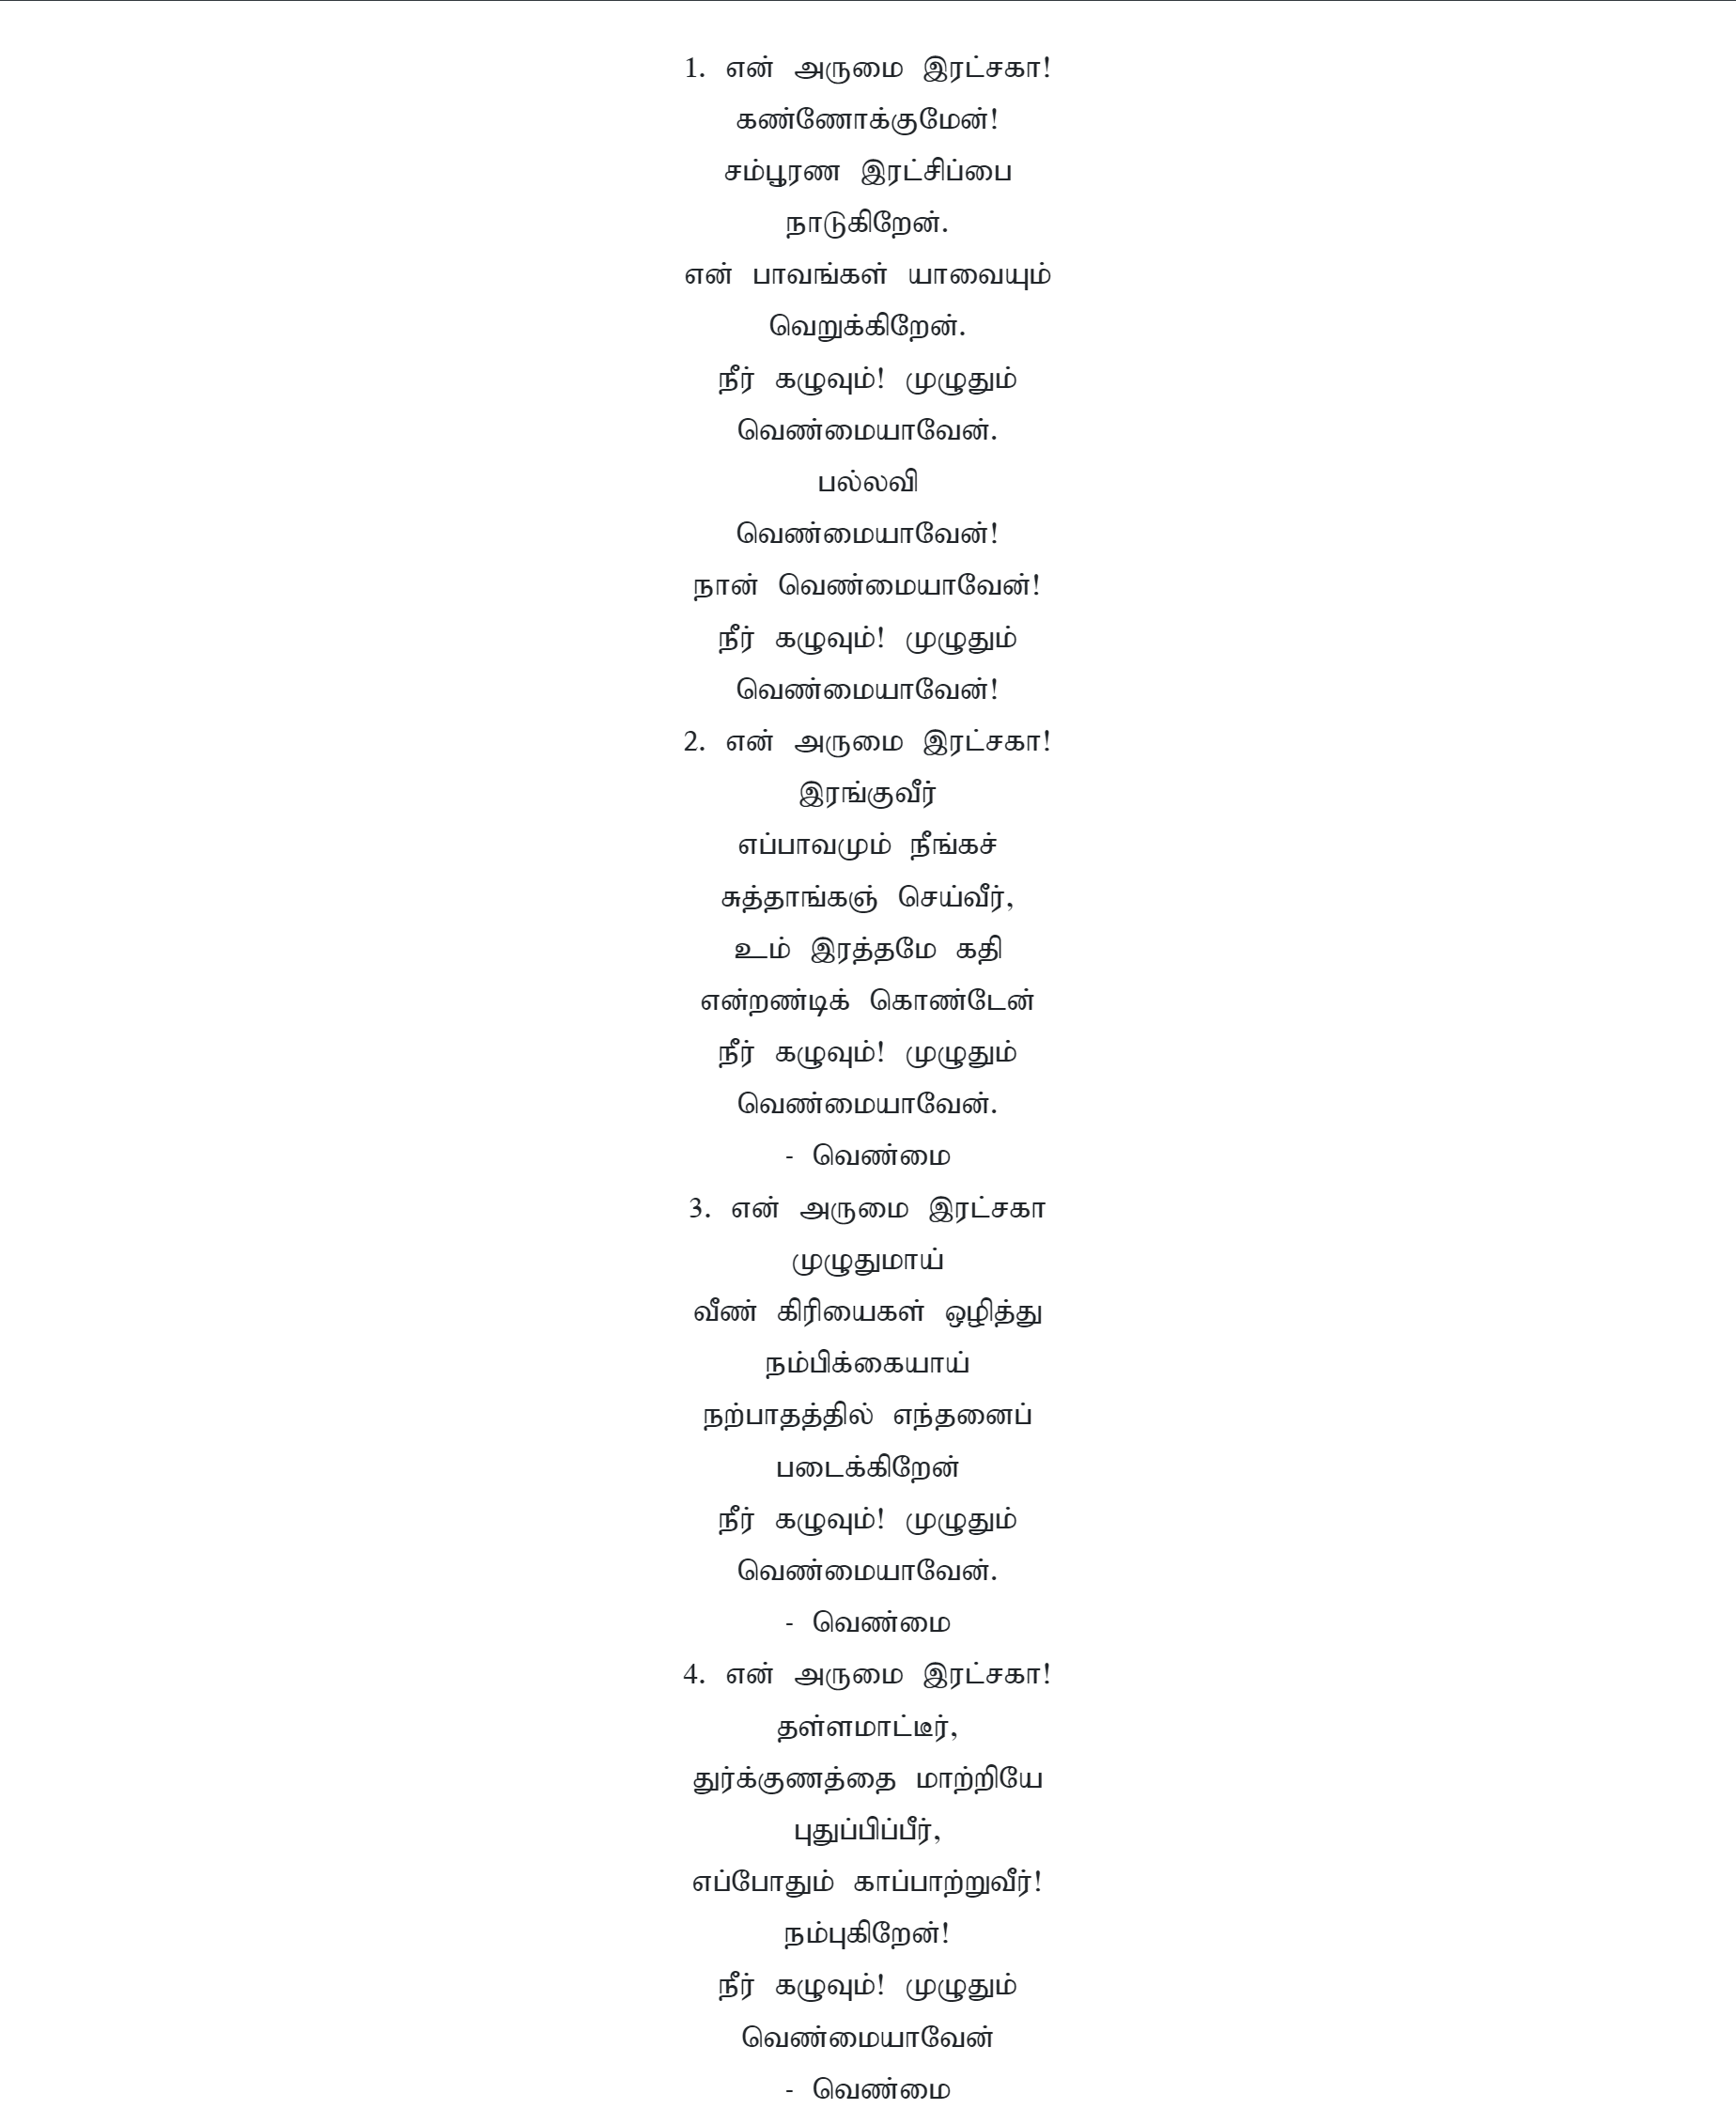 1. என் அருமை இரட்சகா!
கண்ணோக்குமேன்!
சம்பூரண இரட்சிப்பை
நாடுகிறேன்.
என் பாவங்கள் யாவையும்
வெறுக்கிறேன்.
நீர் கழுவும்! முழுதும்
வெண்மையாவேன்.
பல்லவி
வெண்மையாவேன்!
நான் வெண்மையாவேன்!
நீர் கழுவும்! முழுதும்
வெண்மையாவேன்!
2. என் அருமை இரட்சகா!
இரங்குவீர்
எப்பாவமும் நீங்கச்
சுத்தாங்கஞ் செய்வீர்,
உம் இரத்தமே கதி
என்றண்டிக் கொண்டேன்
நீர் கழுவும்! முழுதும்
வெண்மையாவேன்.
- வெண்மை
3. என் அருமை இரட்சகா
முழுதுமாய்
வீண் கிரியைகள் ஒழித்து
நம்பிக்கையாய்
நற்பாதத்தில் எந்தனைப்
படைக்கிறேன்
நீர் கழுவும்! முழுதும்
வெண்மையாவேன்.
- வெண்மை
4. என் அருமை இரட்சகா!
தள்ளமாட்டீர்,
துர்க்குணத்தை மாற்றியே
புதுப்பிப்பீர்,
எப்போதும் காப்பாற்றுவீர்!
நம்புகிறேன்!
நீர் கழுவும்! முழுதும்
வெண்மையாவேன்
- வெண்மை